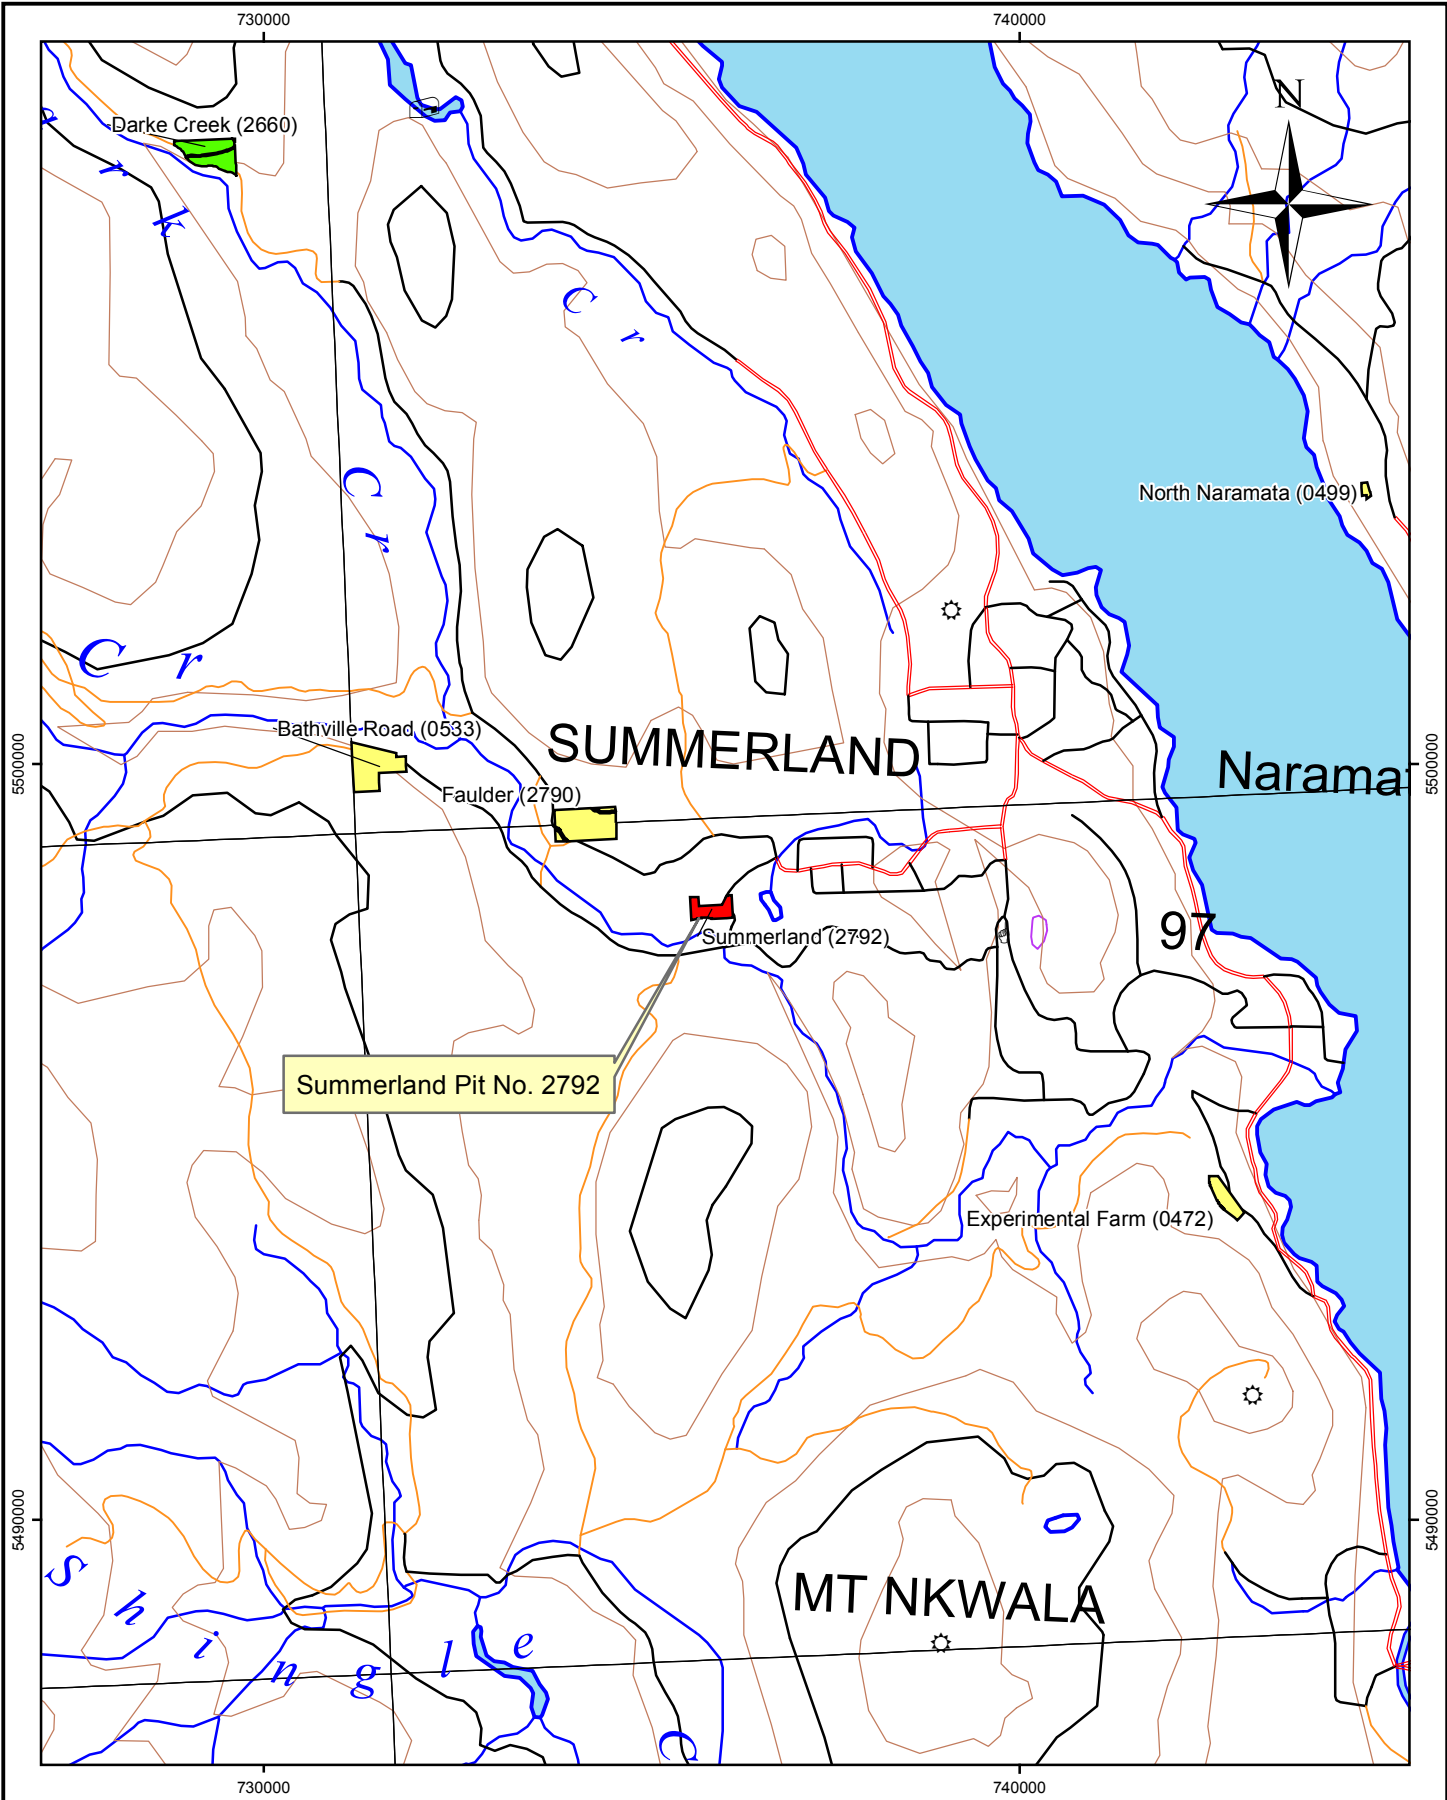 730000
740000
N
Darke Creek (2660)
r
k
C r
North Naramata (0499)
C
r
C r
Bathville Road (0533)
SUMMERLAND
5500000
5500000
Naramat
Faulder (2790)
97
Summerland (2792)
Summerland Pit No. 2792
Experimental Farm (0472)
5490000
5490000
S h i n g l e
MT NKWALA
C
730000
740000